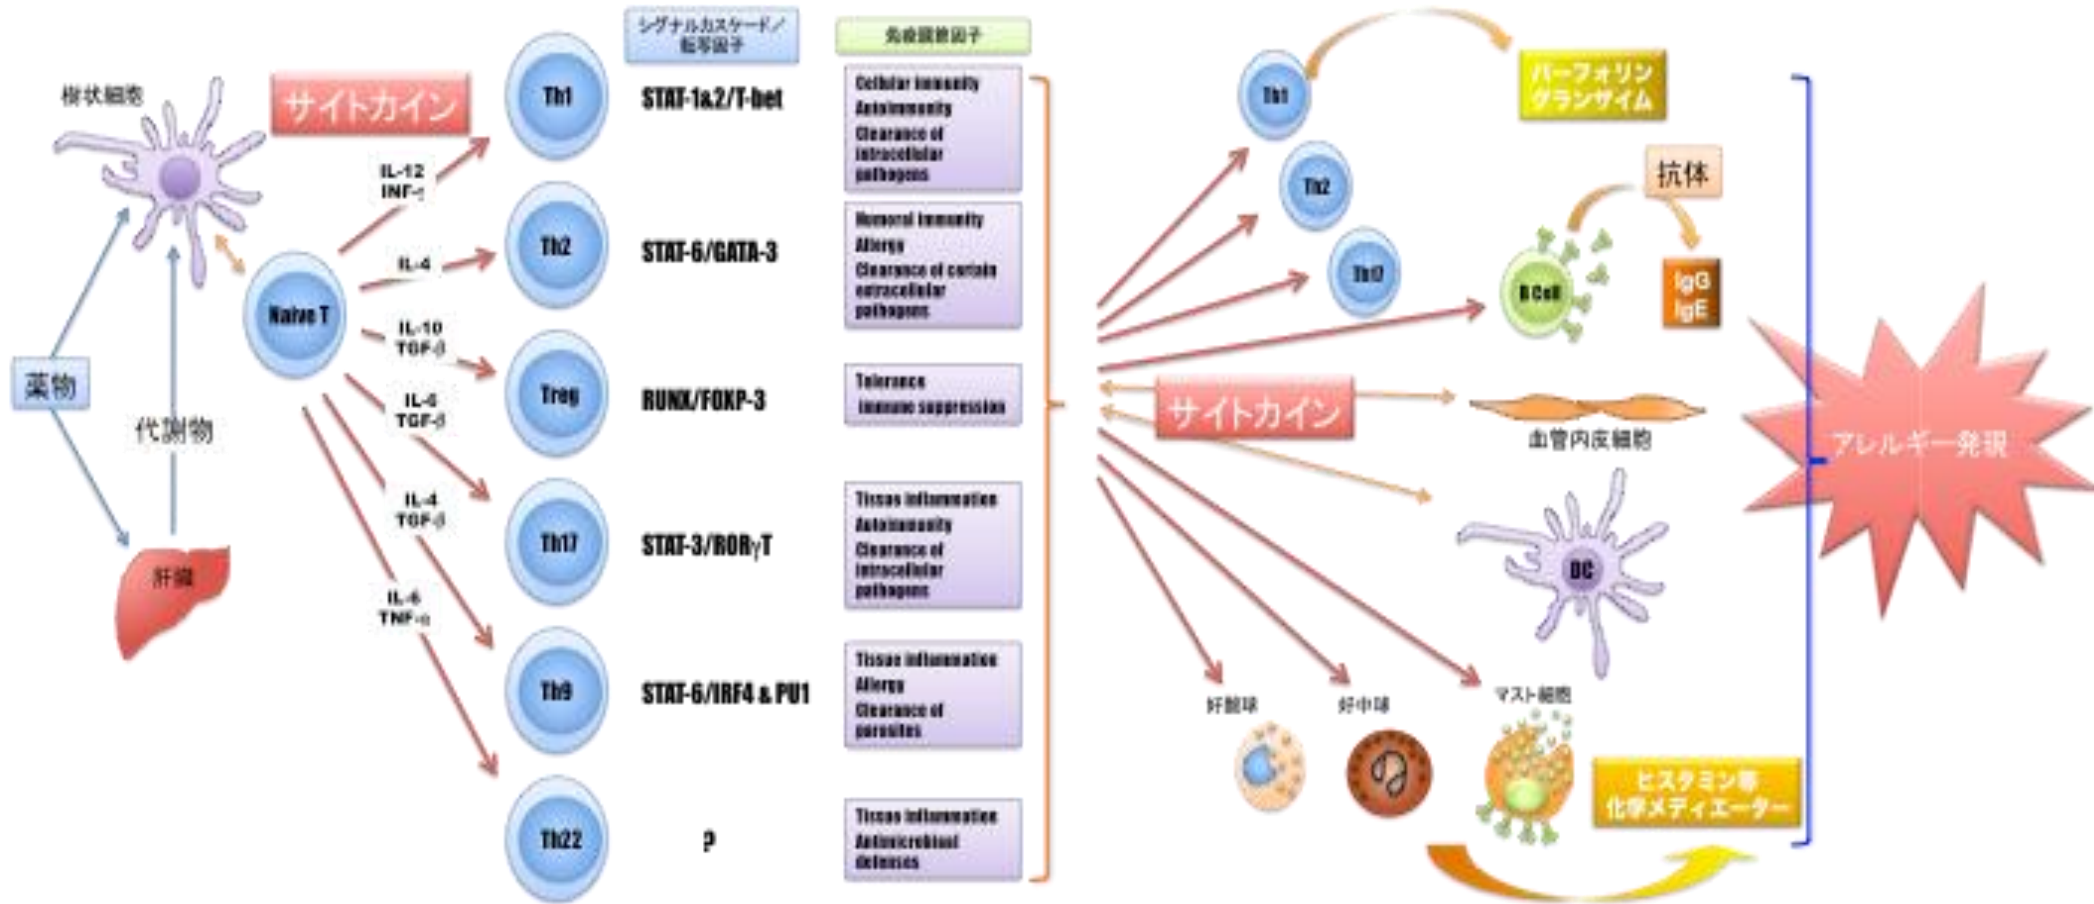 樹状細胞
サイトカイン
IL-12
INF-γ
IL-4
IL-10
TGF-β
IL-6
TGF-β
IL-4
TGF-β
IL-6
TNF-α
Naive T
薬物
代謝物
肝臓
Th1
Th2
Treg
Th17
Th9
Th22
シグナルカスケード／
転写因子
STAT-1&2/T-bet
STAT-6/GATA-3
RUNX/FOXP-3
STAT-3/RORγT
STAT-6/IRF4 & PU1
?
免疫調節因子
Cellular immunity
Autoimmunity
Clearance of
intracellular
pathogens
Humoral immunity
Allergy
Clearance of certain
extracellular
pathogens
Tolerance
Immune suppression
Tissue inflammation
Autoimmunity
Clearance of
intracellular
pathogens
Tissue inflammation
Allergy
Clearance of
parasites
Tissue inflammation
Antimicrobial
defenses
Th1
Th2
Th17
パーフォリン
グランザイム
抗体
B Cell
IgG
IgE
サイトカイン
血管内皮細胞
DC
好酸球
好中球
マスト細胞
ヒスタミン等
化学メディエーター
アレルギー発現